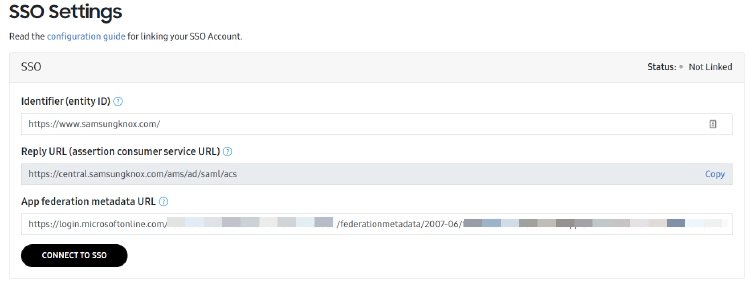 SSO Settings
Read the configuration guide for linking your SSO Account.
SSO
Status: Not Linked
Identifier (entity ID) ?
https://www.samsungknox.com/
Reply URL (assertion consumer service URL) ?
https://central.samsungknox.com/ams/ad/saml/acs
Copy
App federation metadata URL ?
https://login.microsoftonline.com/ /federationmetadata/2007-06/
CONNECT TO SSO